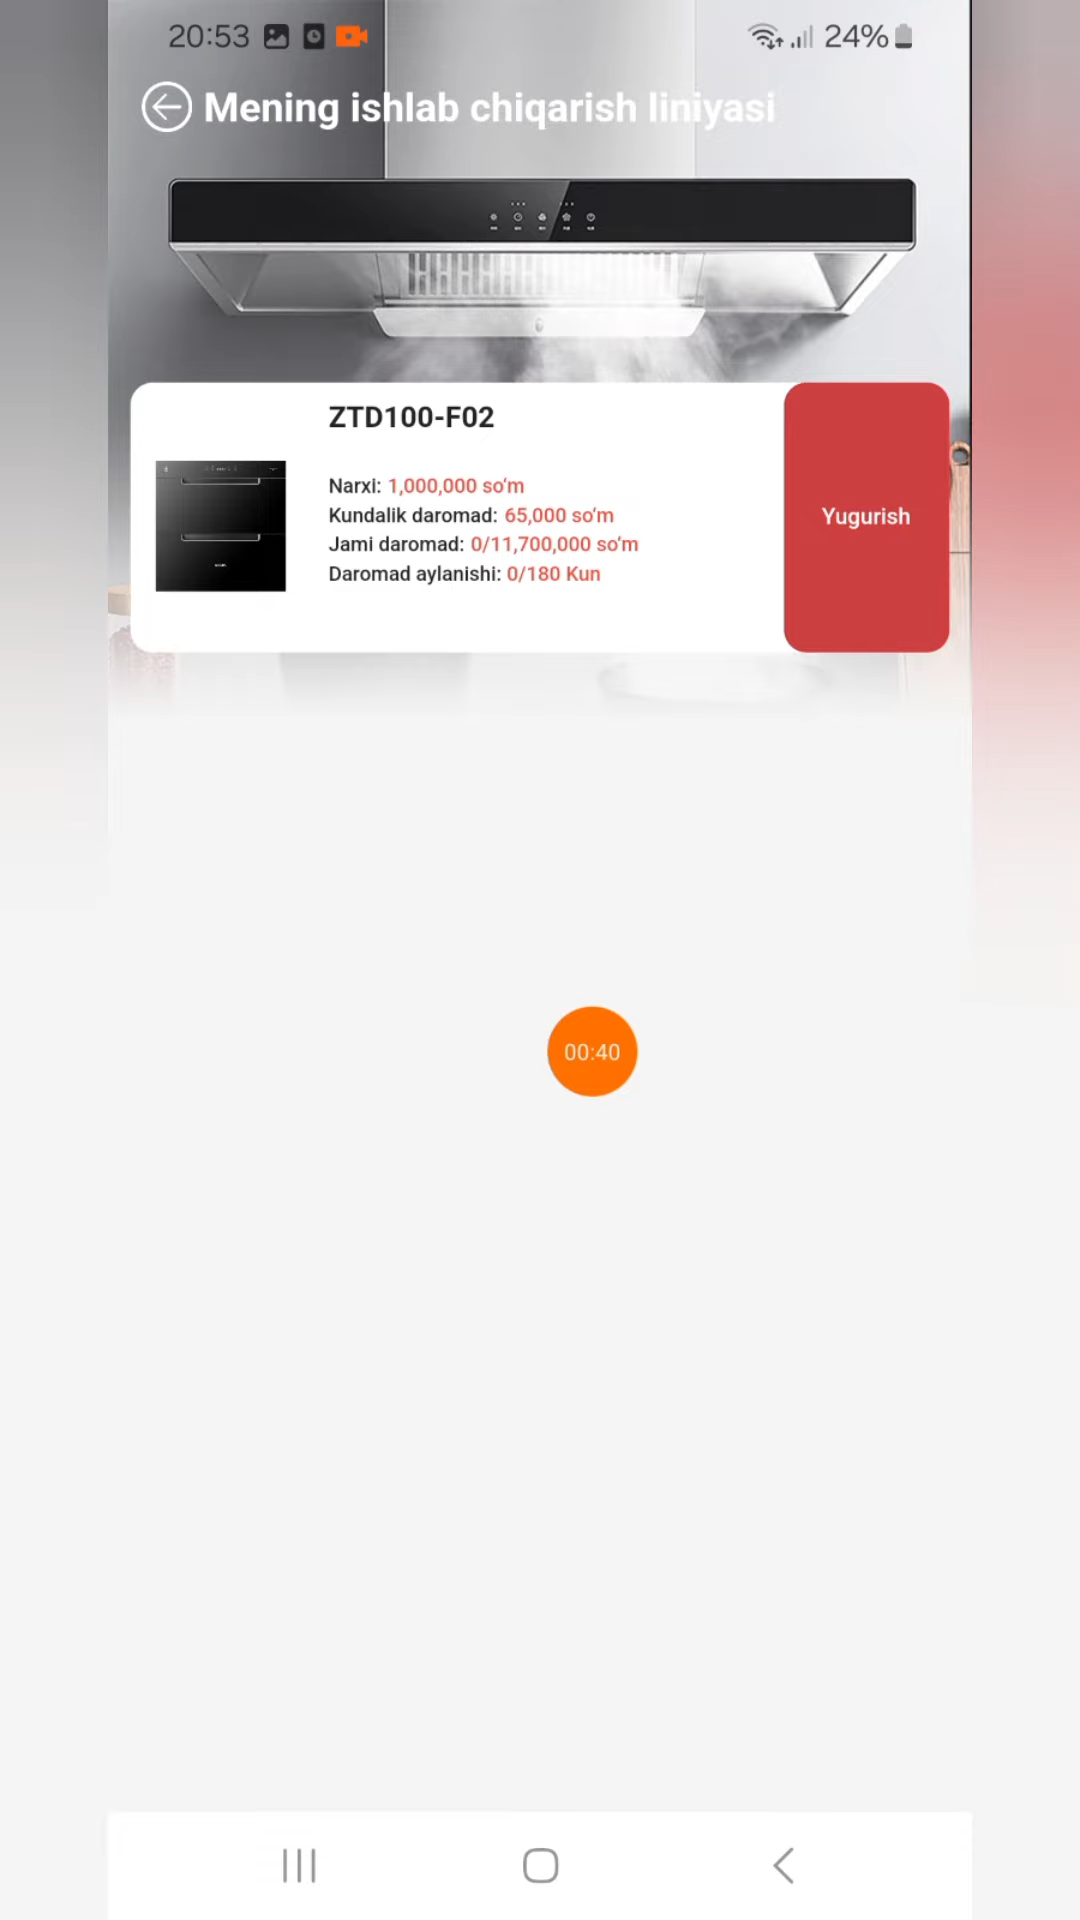 20:53
24%
Mening ishlab chiqarish liniyasi
ZTD100-F02
Narxi: 1,000,000 so‘m
Kundalik daromad: 65,000 so‘m
Jami daromad: 0/11,700,000 so‘m
Daromad aylanishi: 0/180 Kun
Yugurish
00:40